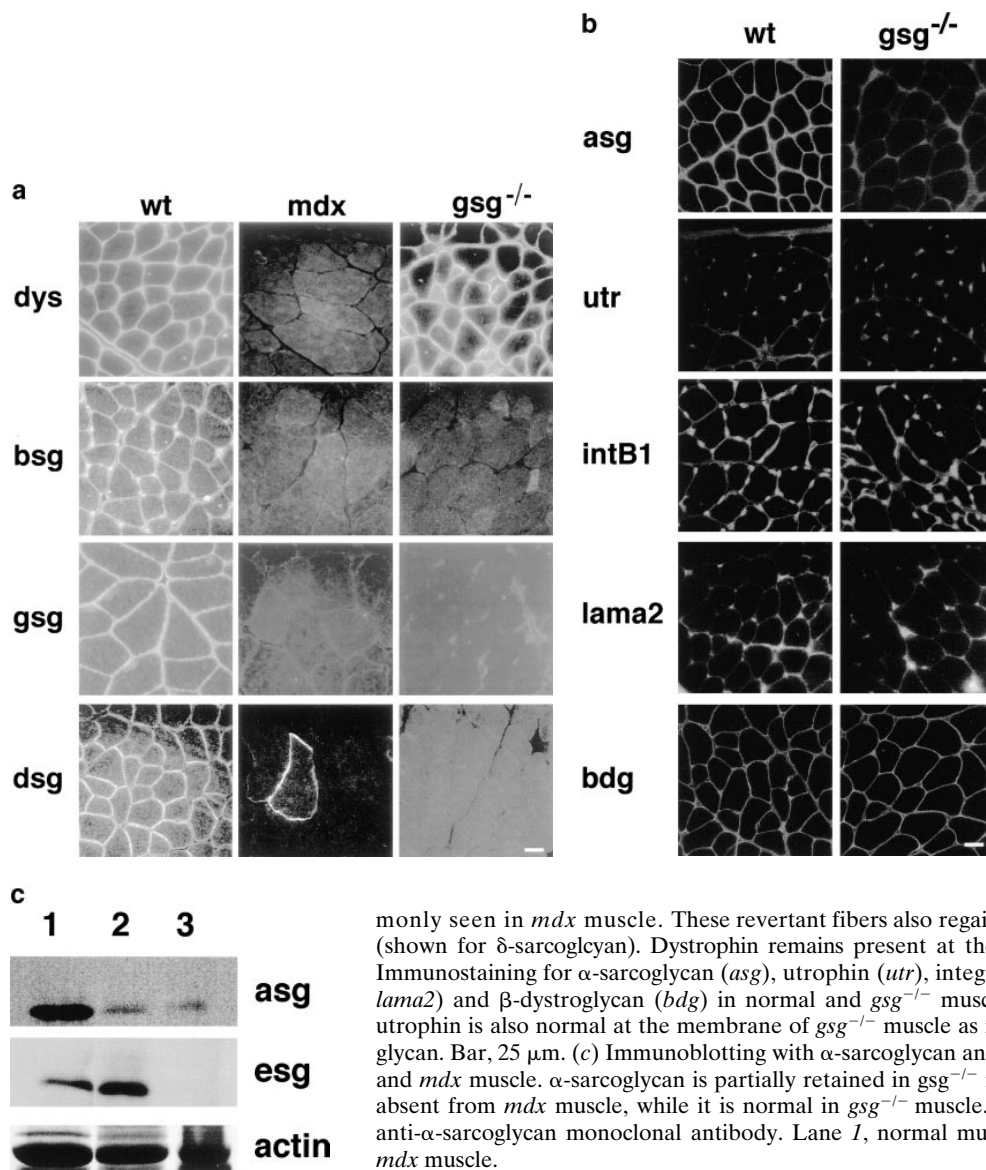 b
wt gsg⁻/⁻
asg
utr
intB1
lama2
bdg
a
wt mdx gsg⁻/⁻
dys
bsg
gsg
dsg
c
1 2 3
asg
esg
actin
monly seen in mdx muscle. These revertant fibers also regai
(shown for δ-sarcoglcyan). Dystrophin remains present at the
Immunostaining for α-sarcoglycan (asg), utrophin (utr), integ
lama2) and β-dystroglycan (bdg) in normal and gsg⁻/⁻ musc
utrophin is also normal at the membrane of gsg⁻/⁻ muscle as
glycan. Bar, 25 μm. (c) Immunoblotting with α-sarcoglycan an
and mdx muscle. α-sarcoglycan is partially retained in gsg⁻/⁻
absent from mdx muscle, while it is normal in gsg⁻/⁻ muscle.
anti-α-sarcoglycan monoclonal antibody. Lane 1, normal mu
mdx muscle.